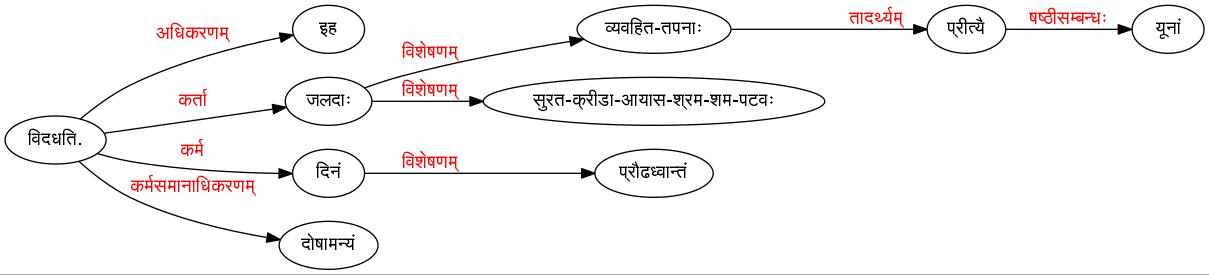 अधिकरणम्
इह
व्यवहित-तपनाः
तादर्थ्यम्
प्रीत्यै
षष्ठीसम्बन्धः
यूनां
विशेषणम्
कर्ता
जलदाः
विशेषणम्
सुरत-क्रीडा-आयास-श्रम-शम-पटवः
विदधति.
कर्म
दिनं
विशेषणम्
प्रौढध्वान्तं
कर्मसमानाधिकरणम्
दोषामन्यं